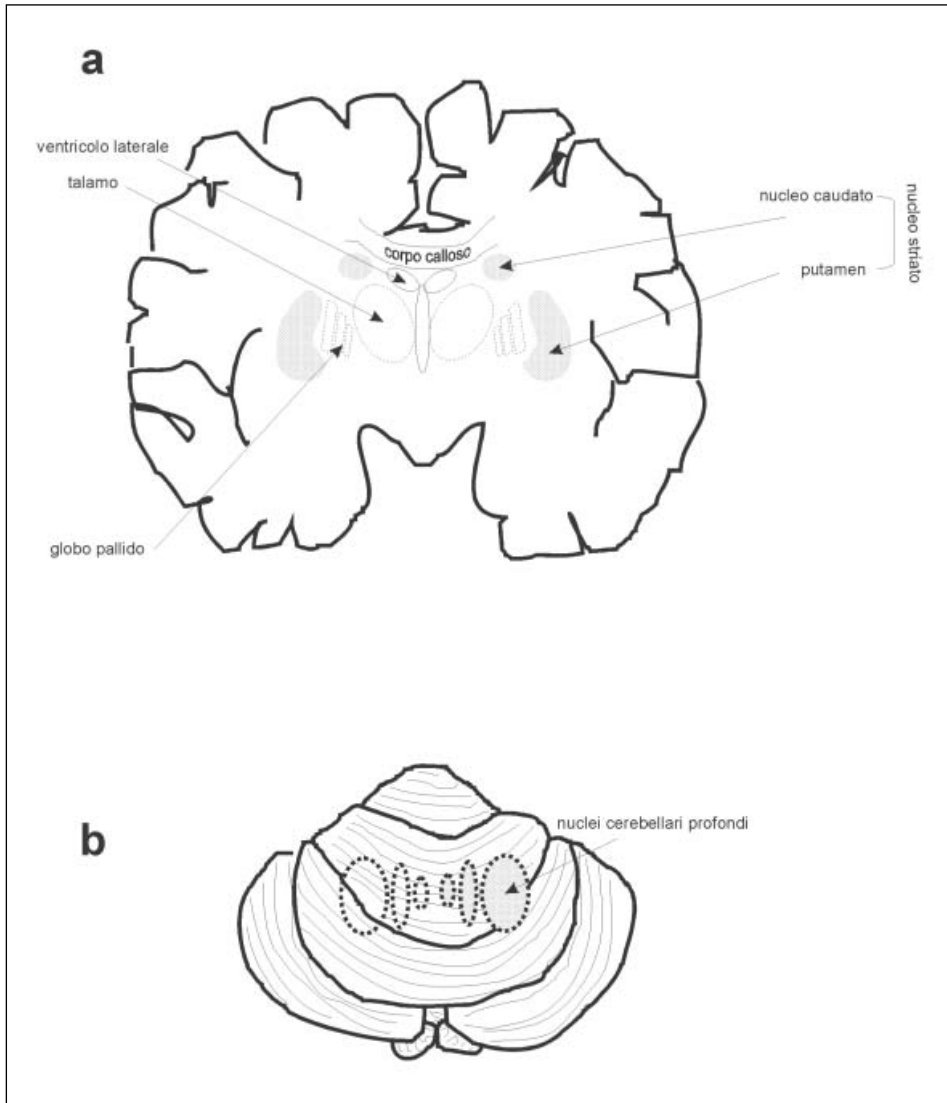 a
ventricolo laterale
talamo
nucleo caudato
nucleo striato
corpo calloso
putamen
globo pallido
b
nuclei cerebellari profondi